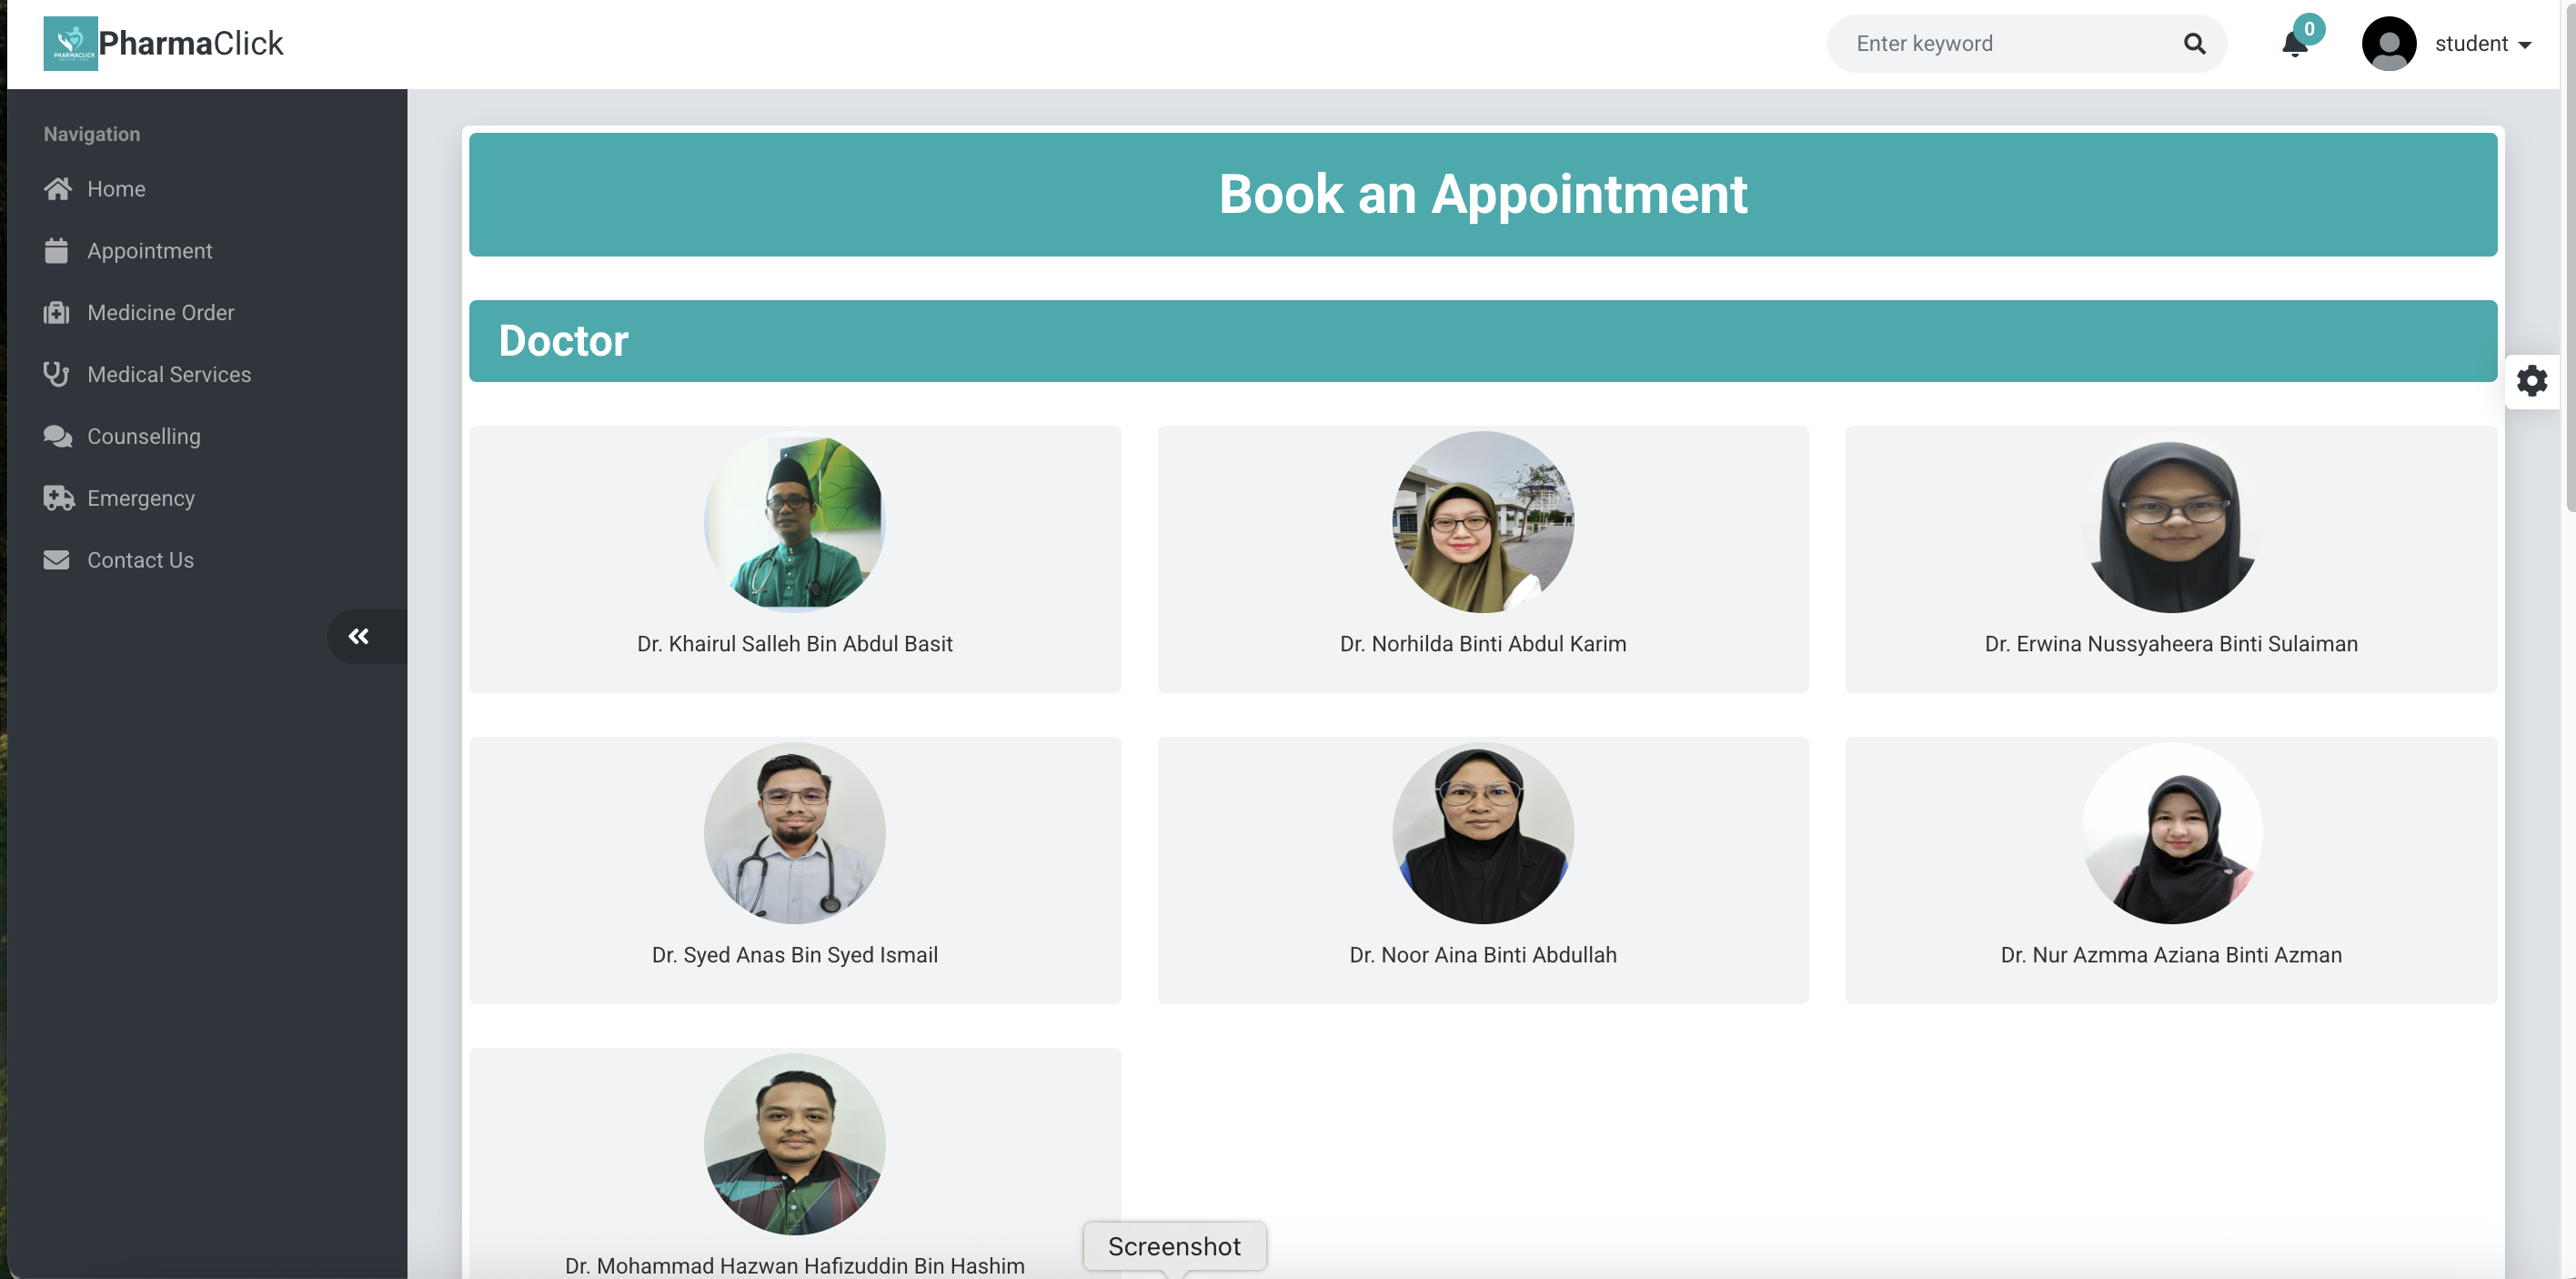 PharmaClick
Enter keyword
0
student
Navigation
Home
Appointment
Medicine Order
Medical Services
Counselling
Emergency
Contact Us
Book an Appointment
Doctor
Dr. Khairul Salleh Bin Abdul Basit
Dr. Norhilda Binti Abdul Karim
Dr. Erwina Nussyaheera Binti Sulaiman
Dr. Syed Anas Bin Syed Ismail
Dr. Noor Aina Binti Abdullah
Dr. Nur Azmma Aziana Binti Azman
Dr. Mohammad Hazwan Hafizuddin Bin Hashim
Screenshot